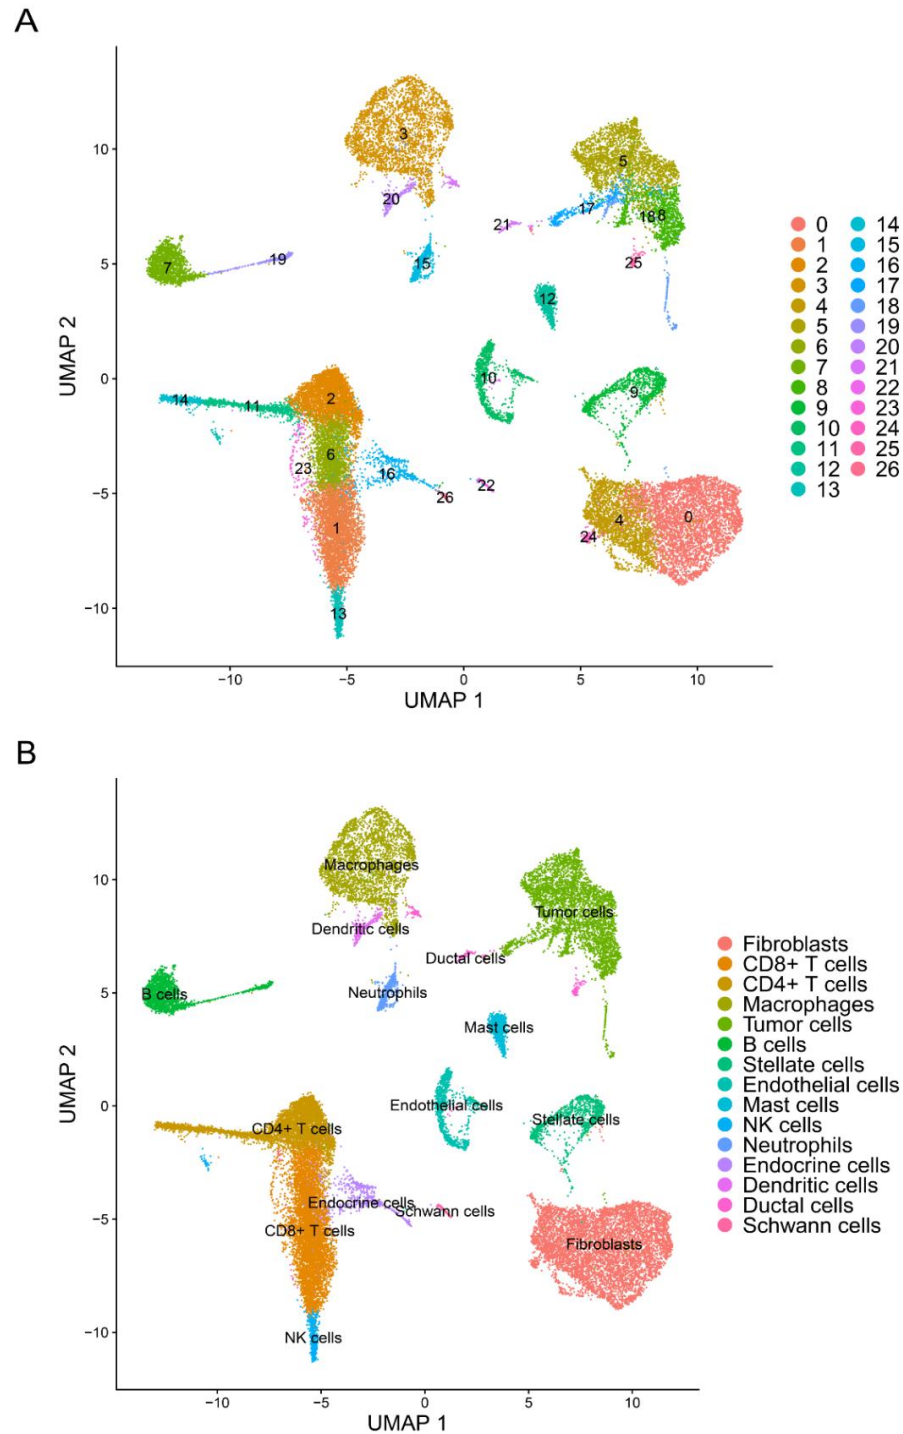 A
UMAP 2
10
5
0
−5
−10
3
20
5
17
18
8
21
25
15
7
19
12
10
9
14
11
2
6
23
16
26
22
1
13
4
0
24
−10
−5
0
5
10
UMAP 1
0
1
2
3
4
5
6
7
8
9
10
11
12
13
14
15
16
17
18
19
20
21
22
23
24
25
26
B
UMAP 2
10
5
0
−5
−10
Macrophages
Dendritic cells
Tumor cells
Ductal cells
B cells
Neutrophils
Mast cells
Endothelial cells
Stellate cells
CD4+ T cells
Endocrine cells
Schwann cells
CD8+ T cells
Fibroblasts
NK cells
−10
−5
0
5
10
UMAP 1
Fibroblasts
CD8+ T cells
CD4+ T cells
Macrophages
Tumor cells
B cells
Stellate cells
Endothelial cells
Mast cells
NK cells
Neutrophils
Endocrine cells
Dendritic cells
Ductal cells
Schwann cells